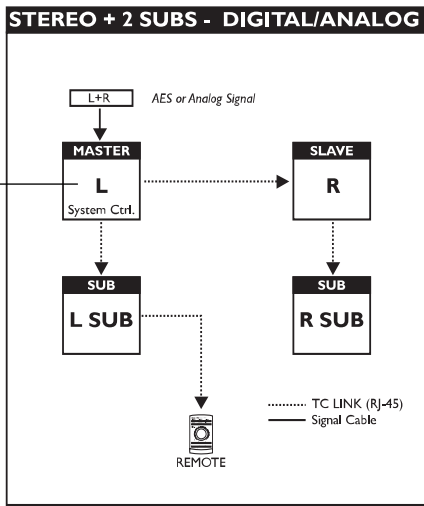 STEREO + 2 SUBS - DIGITAL/ANALOG
L+R AES or Analog Signal
MASTER SLAVE
L R
System Ctrl.
SUB SUB
L SUB R SUB
TC LINK (RJ-45)
Signal Cable
REMOTE